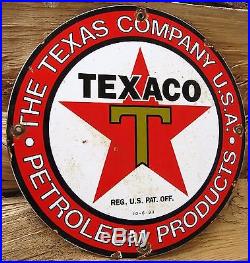 THE TEXAS COMPANY U.S.A.
TEXACO
T
REG. U.S. PAT. OFF.
PETROLEUM PRODUCTS